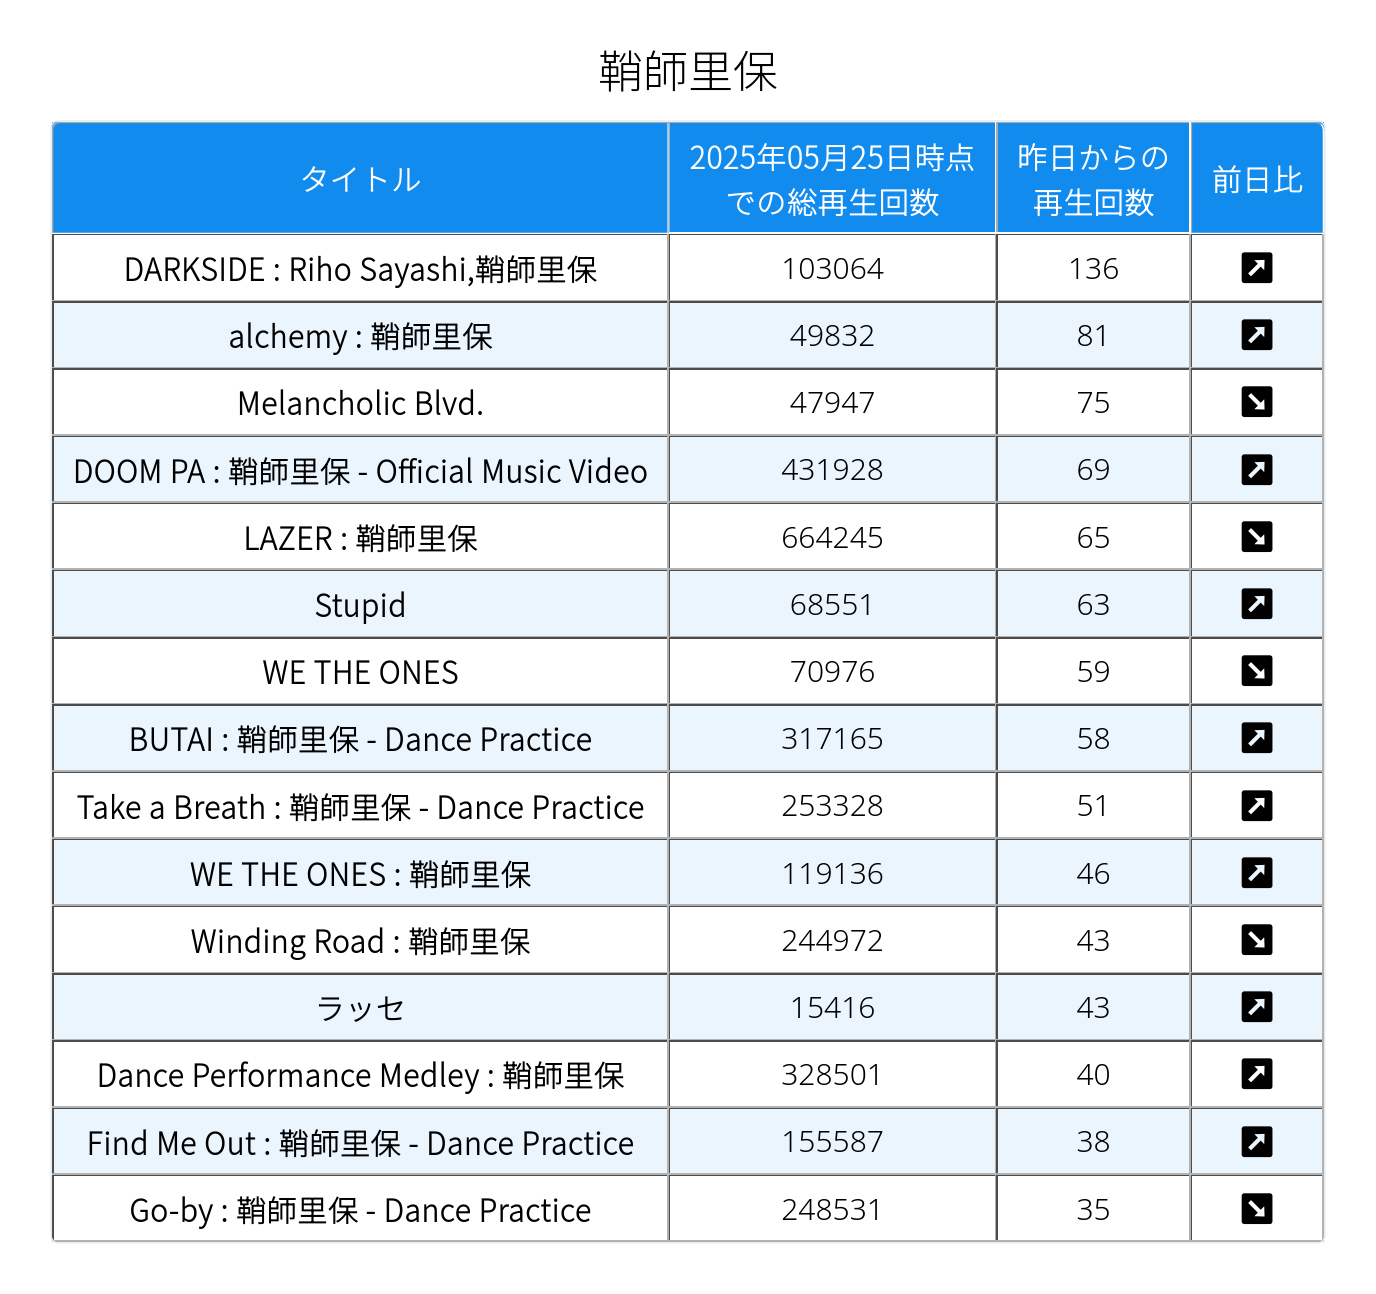 鞘師里保
タイトル 2025年05月25日時点での総再生回数 昨日からの再生回数 前日比
DARKSIDE : Riho Sayashi,鞘師里保 103064 136 ↗
alchemy : 鞘師里保 49832 81 ↗
Melancholic Blvd. 47947 75 ↘
DOOM PA : 鞘師里保 - Official Music Video 431928 69 ↗
LAZER : 鞘師里保 664245 65 ↘
Stupid 68551 63 ↗
WE THE ONES 70976 59 ↘
BUTAI : 鞘師里保 - Dance Practice 317165 58 ↗
Take a Breath : 鞘師里保 - Dance Practice 253328 51 ↗
WE THE ONES : 鞘師里保 119136 46 ↗
Winding Road : 鞘師里保 244972 43 ↘
ラッセ 15416 43 ↗
Dance Performance Medley : 鞘師里保 328501 40 ↗
Find Me Out : 鞘師里保 - Dance Practice 155587 38 ↗
Go-by : 鞘師里保 - Dance Practice 248531 35 ↘